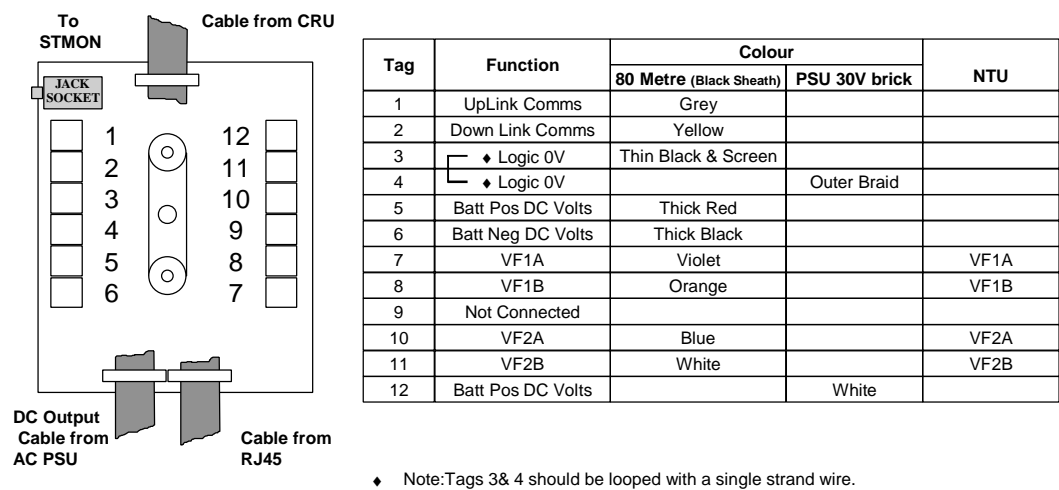 To
STMON
Cable from CRU
JACK
SOCKET
1 12
2 11
3 10
4 9
5 8
6 7
DC Output
Cable from
AC PSU
Cable from
RJ45
Tag Function Colour NTU
80 Metre (Black Sheath) PSU 30V brick
1 UpLink Comms Grey
2 Down Link Comms Yellow
3 ♦ Logic 0V Thin Black & Screen
4 ♦ Logic 0V Outer Braid
5 Batt Pos DC Volts Thick Red
6 Batt Neg DC Volts Thick Black
7 VF1A Violet VF1A
8 VF1B Orange VF1B
9 Not Connected
10 VF2A Blue VF2A
11 VF2B White VF2B
12 Batt Pos DC Volts White
♦ Note:Tags 3& 4 should be looped with a single strand wire.